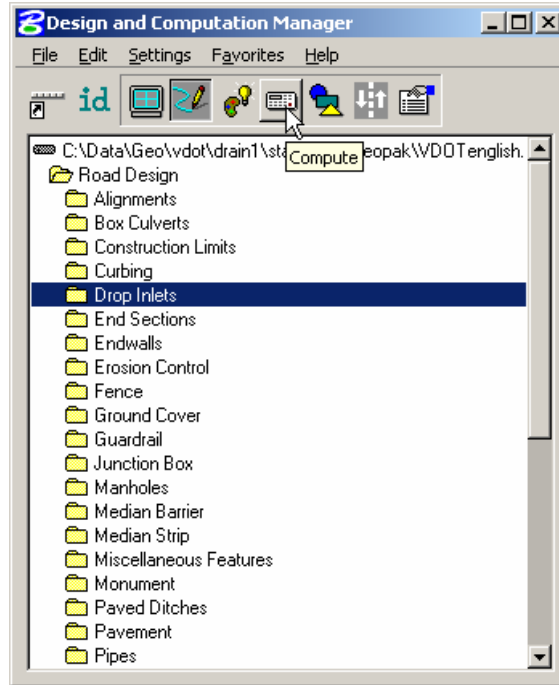 Design and Computation Manager
File Edit Settings Favorites Help
id
C:\Data\Geo\vdot\drain1\sta eopak\VDOTenglish.
Compute
Road Design
Alignments
Box Culverts
Construction Limits
Curbing
Drop Inlets
End Sections
Endwalls
Erosion Control
Fence
Ground Cover
Guardrail
Junction Box
Manholes
Median Barrier
Median Strip
Miscellaneous Features
Monument
Paved Ditches
Pavement
Pipes